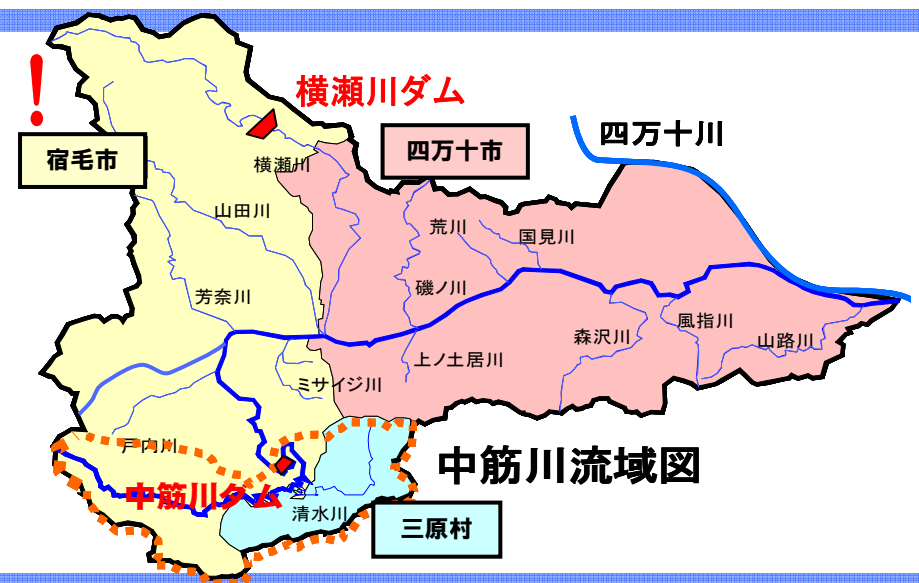 !
横瀬川ダム
宿毛市
四万十市
四万十川
横瀬川
山田川
荒川
国見川
芳奈川
磯ノ川
風指川
森沢川
山路川
上ノ土居川
ミサイジ川
戸内川
中筋川流域図
中筋川ダム
清水川
三原村